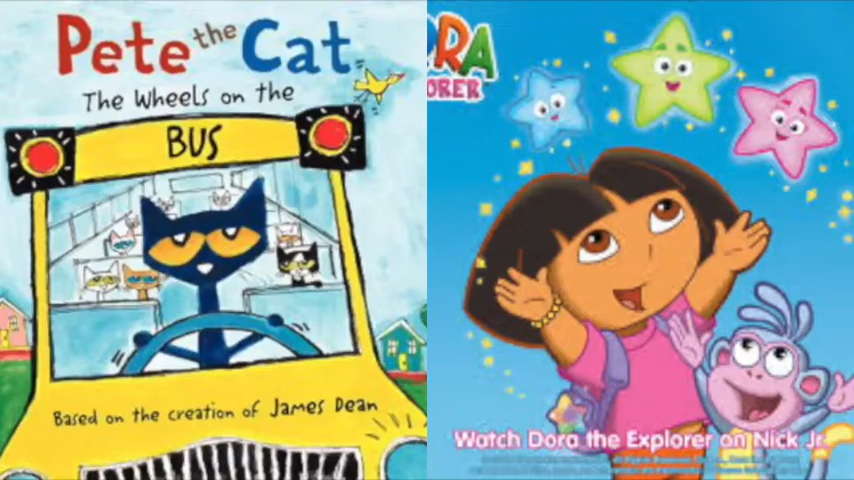 Pete the Cat
The Wheels on the
BUS
Based on the creation of James Dean
ORA
ORER
Watch Dora the Explorer on Nick Jr